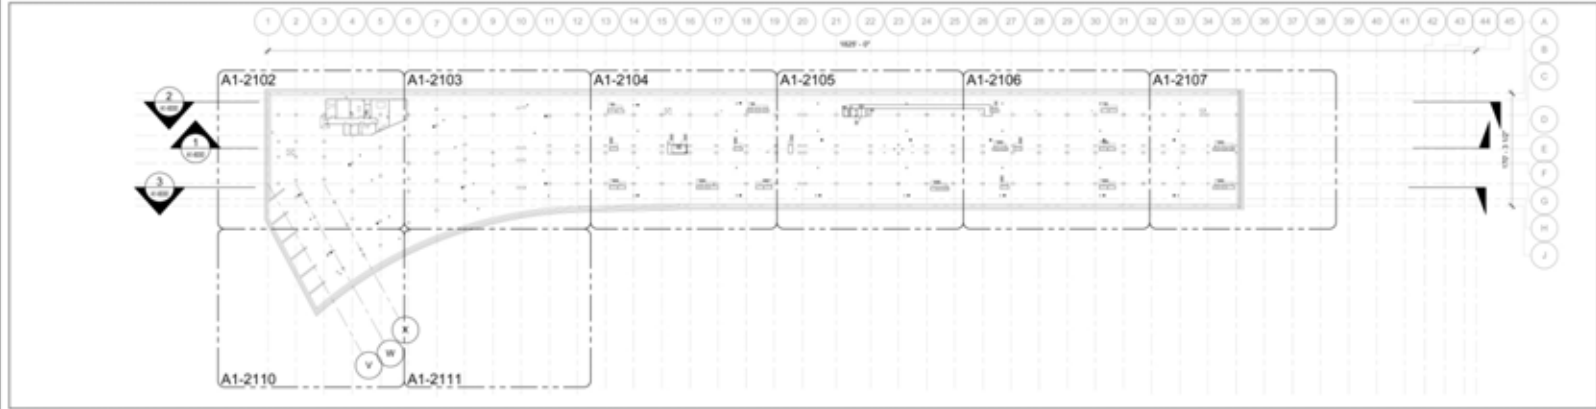 1 2 3 4 5 6 7 8 9 10 11 12 13 14 15 16 17 18 19 20 21 22 23 24 25 26 27 28 29 30 31 32 33 34 35 36 37 38 39 40 41 42 43 44 45 A
B
A1-2102 A1-2103 A1-2104 A1-2105 A1-2106 A1-2107
C
2
D
1
E
F
3
G
H
J
X
W
V
A1-2110 A1-2111